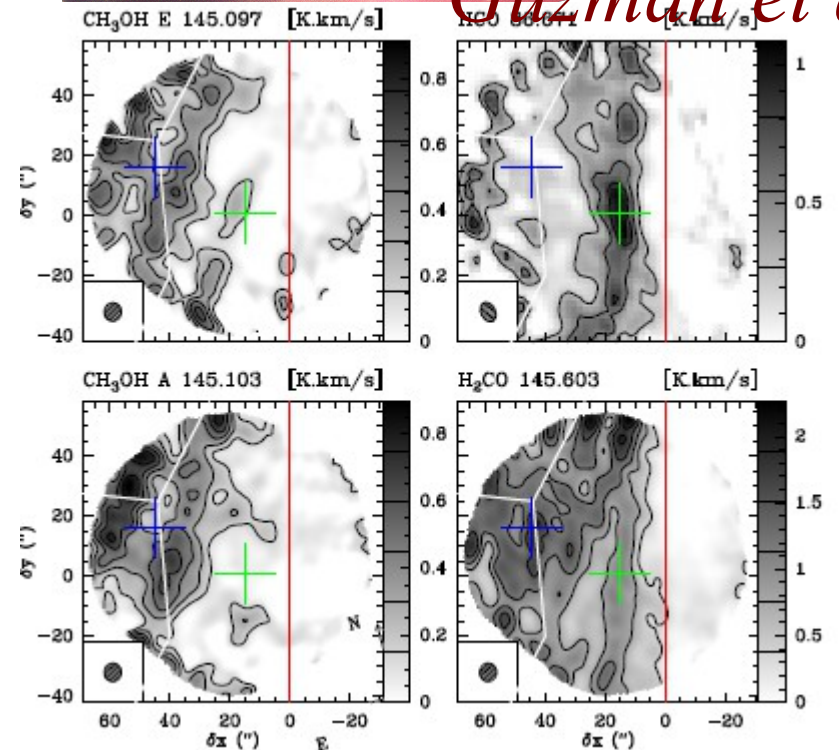 Guzmán et
CH₃OH E 145.097 [K.km/s]
HCO [K.km/s]
δy (")
40
20
0
−20
−40
0.8
0.6
0.4
0.2
0
1
0.5
0
CH₃OH A 145.103 [K.km/s]
H₂CO 145.603 [K.km/s]
δy (")
40
20
0
−20
−40
0.8
0.6
0.4
0.2
0
2
1.5
1
0.5
0
N
60 40 20 0 −20
60 40 20 0 −20
δx (")
E
δx (")